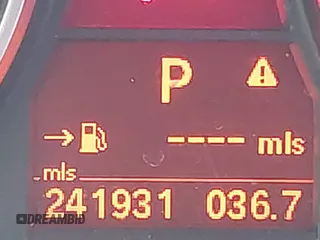 P
---- mls
mls
241931 036.7
DREAMBID